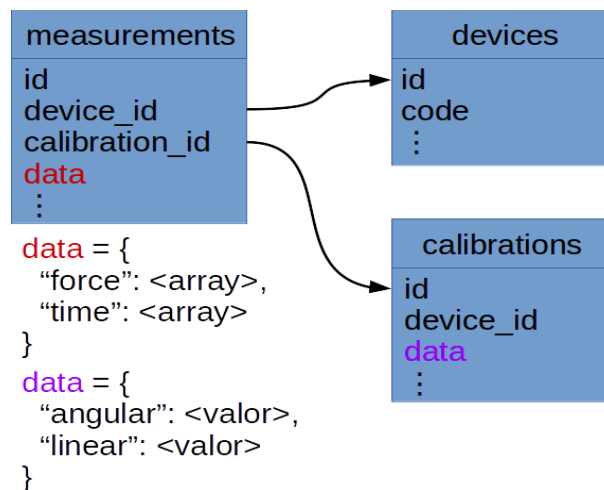 measurements
id
device_id
calibration_id
data
⋮
data = {
“force”: <array>,
“time”: <array>
}
data = {
“angular”: <valor>,
“linear”: <valor>
}
devices
id
code
⋮
calibrations
id
device_id
data
⋮